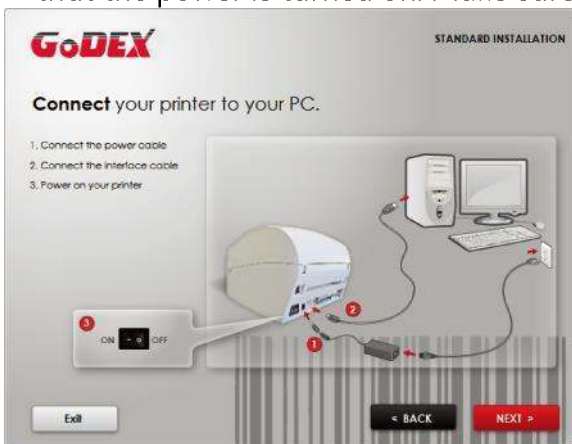 GoDEX
STANDARD INSTALLATION
Connect your printer to your PC.
1. Connect the power cable
2. Connect the interface cable
3. Power on your printer
2
3
ON - o OFF
1
Exit
< BACK
NEXT >